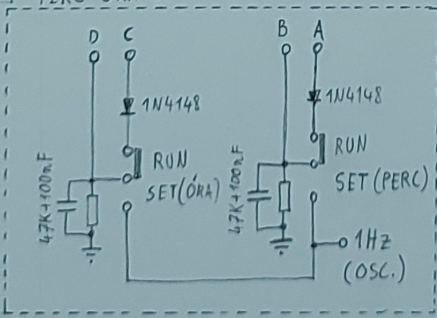 D C
B A
1N4148
1N4148
RUN
SET(ÓRA)
RUN
SET(PERC)
47K+100nF
47K+100nF
1Hz
(OSC.)